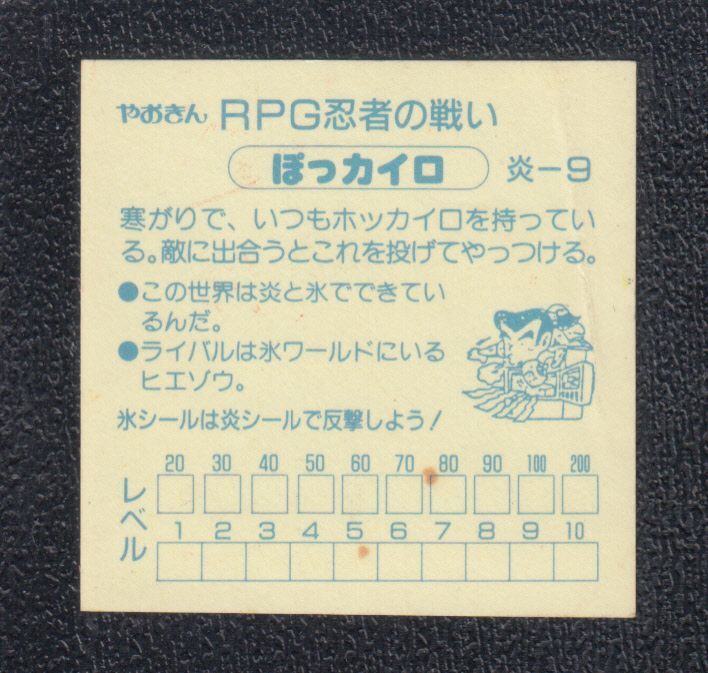 やおきん RPG忍者の戦い
ぽっカイロ 炎-9
寒がりで、いつもホッカイロを持ってい
る。敵に出合うとこれを投げてやっつける。
●この世界は炎と氷でできてい
るんだ。
●ライバルは氷ワールドにいる
ヒエゾウ。
氷シールは炎シールで反撃しよう!
レベル
20 30 40 50 60 70 80 90 100 200
1 2 3 4 5 6 7 8 9 10